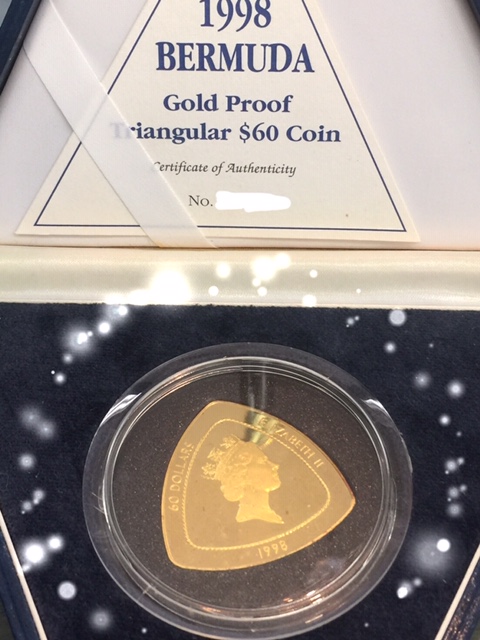 1998
BERMUDA
Gold Proof
Triangular $60 Coin
Certificate of Authenticity
No.
60 DOLLARS
ELIZABETH II
1998